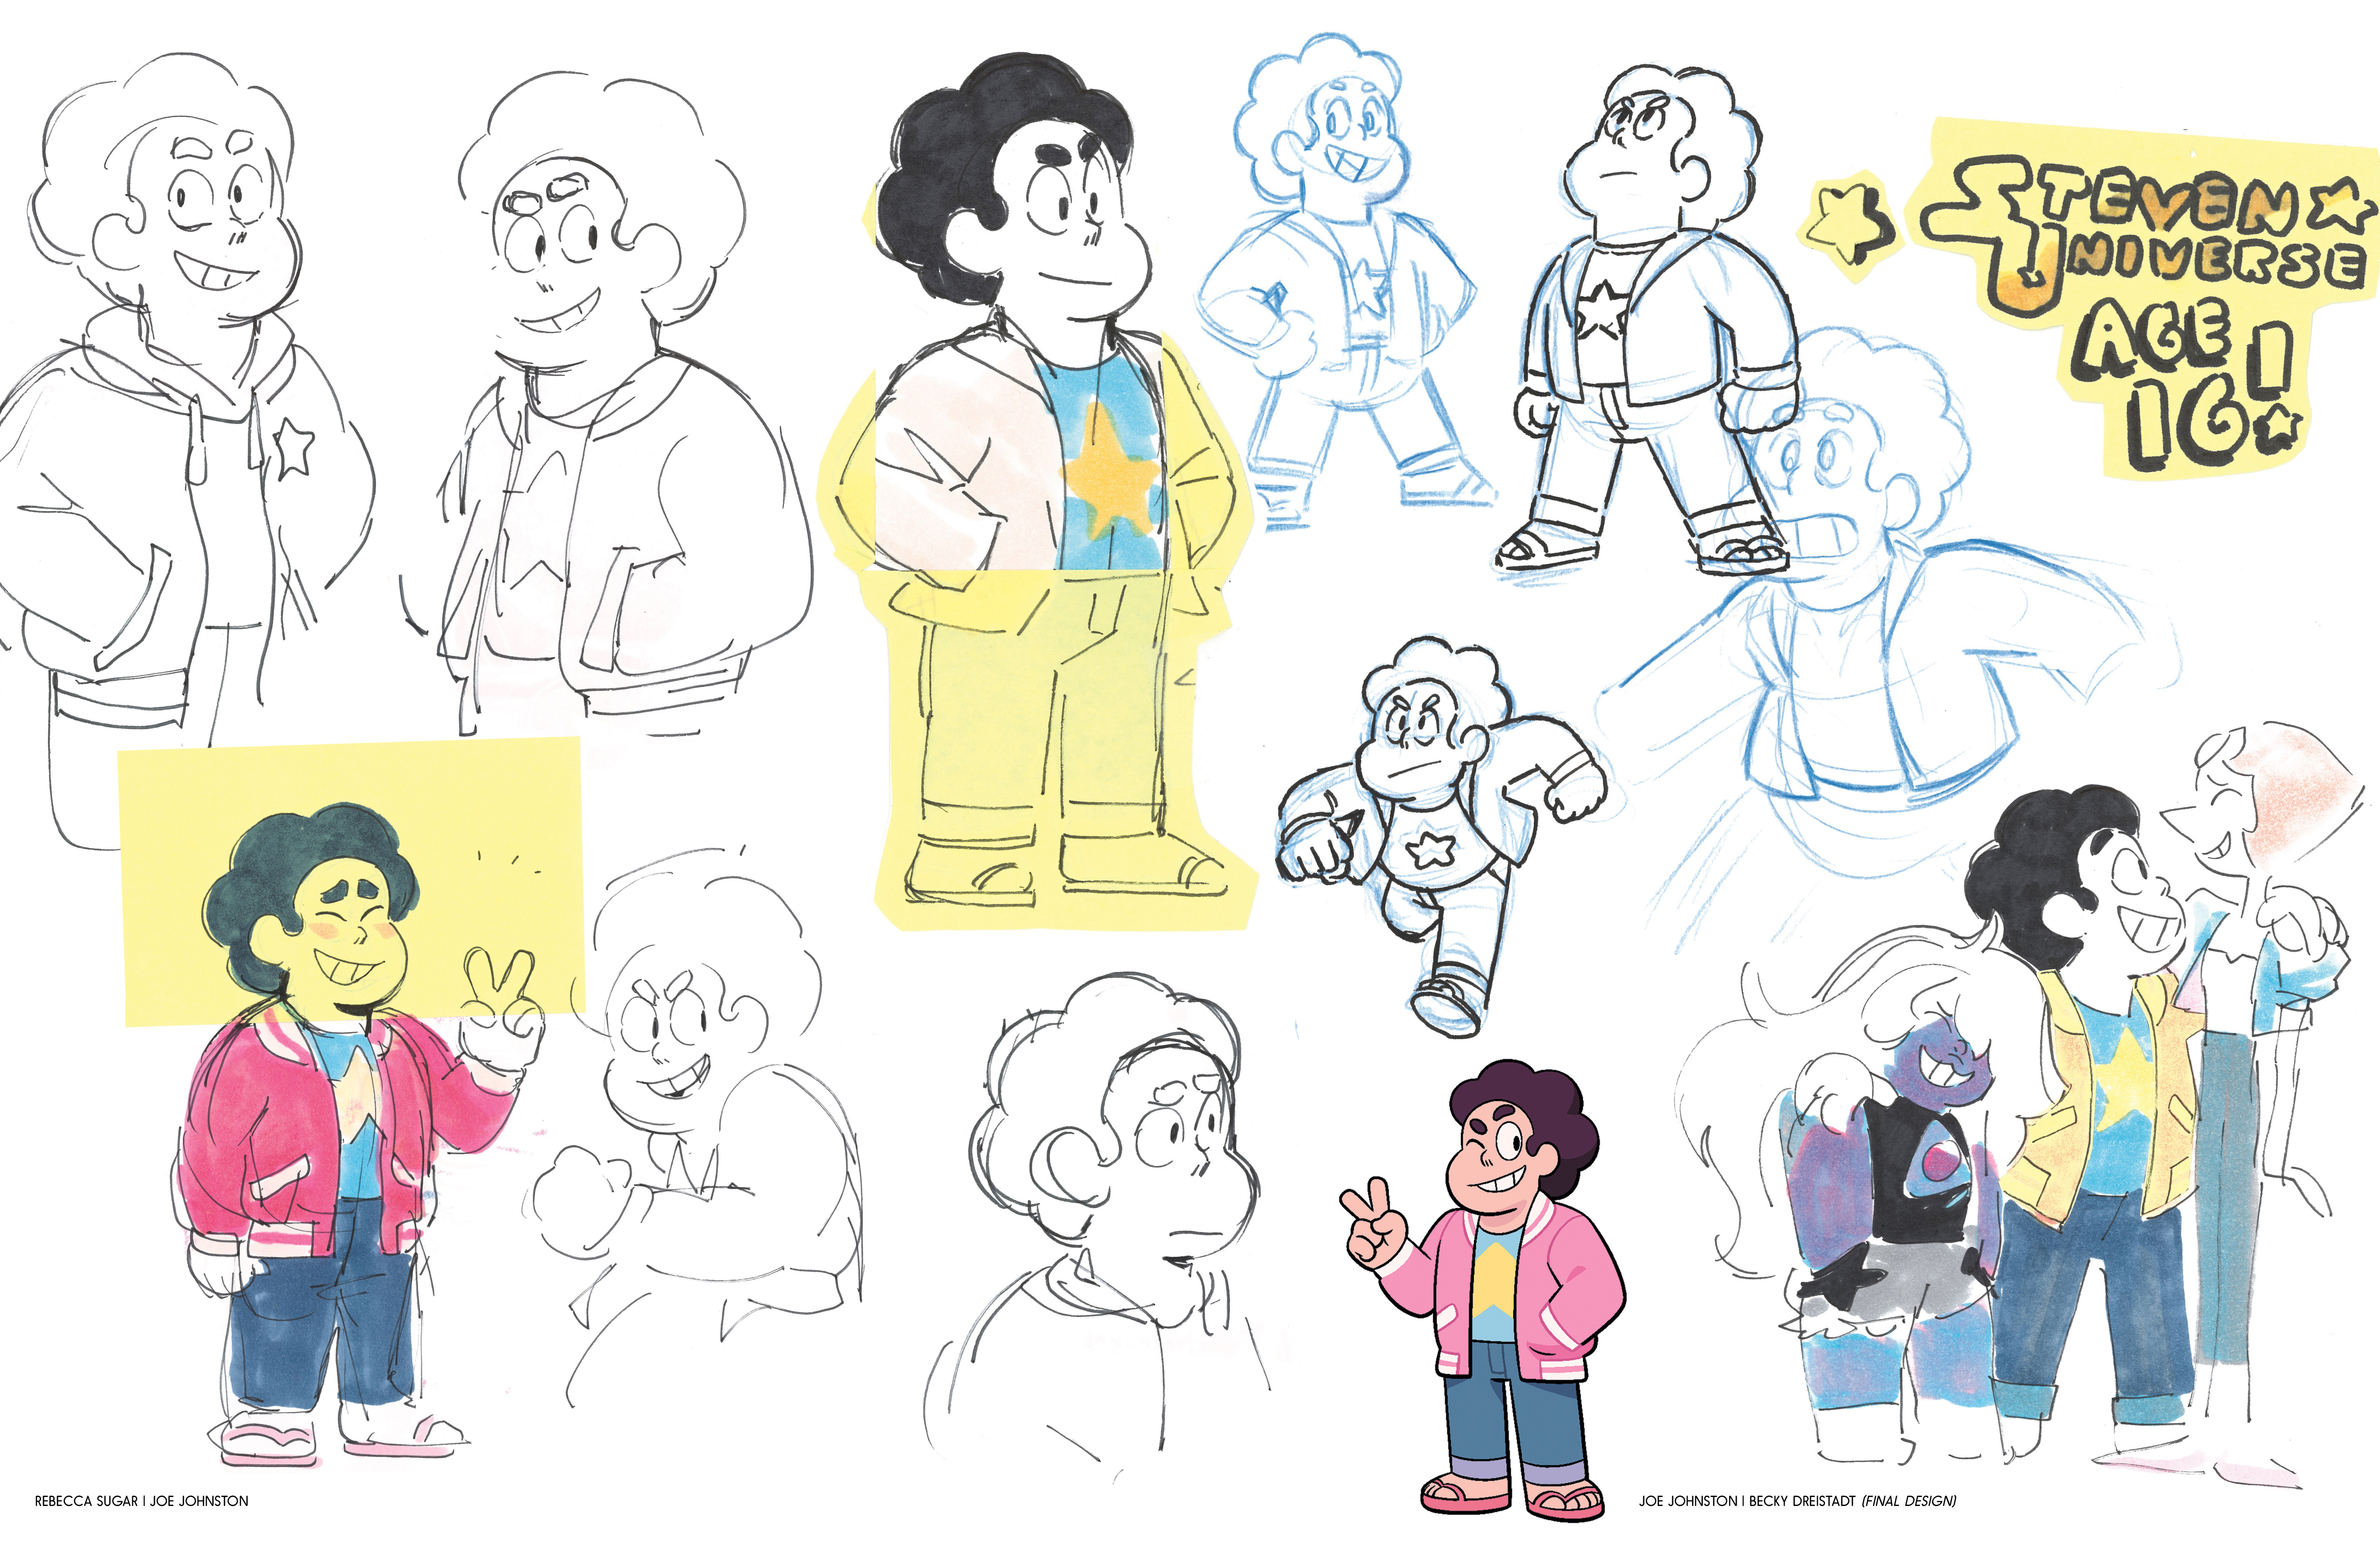 STEVEN
UNIVERSE
AGE
16!
REBECCA SUGAR | JOE JOHNSTON
JOE JOHNSTON | BECKY DREISTADT (FINAL DESIGN)